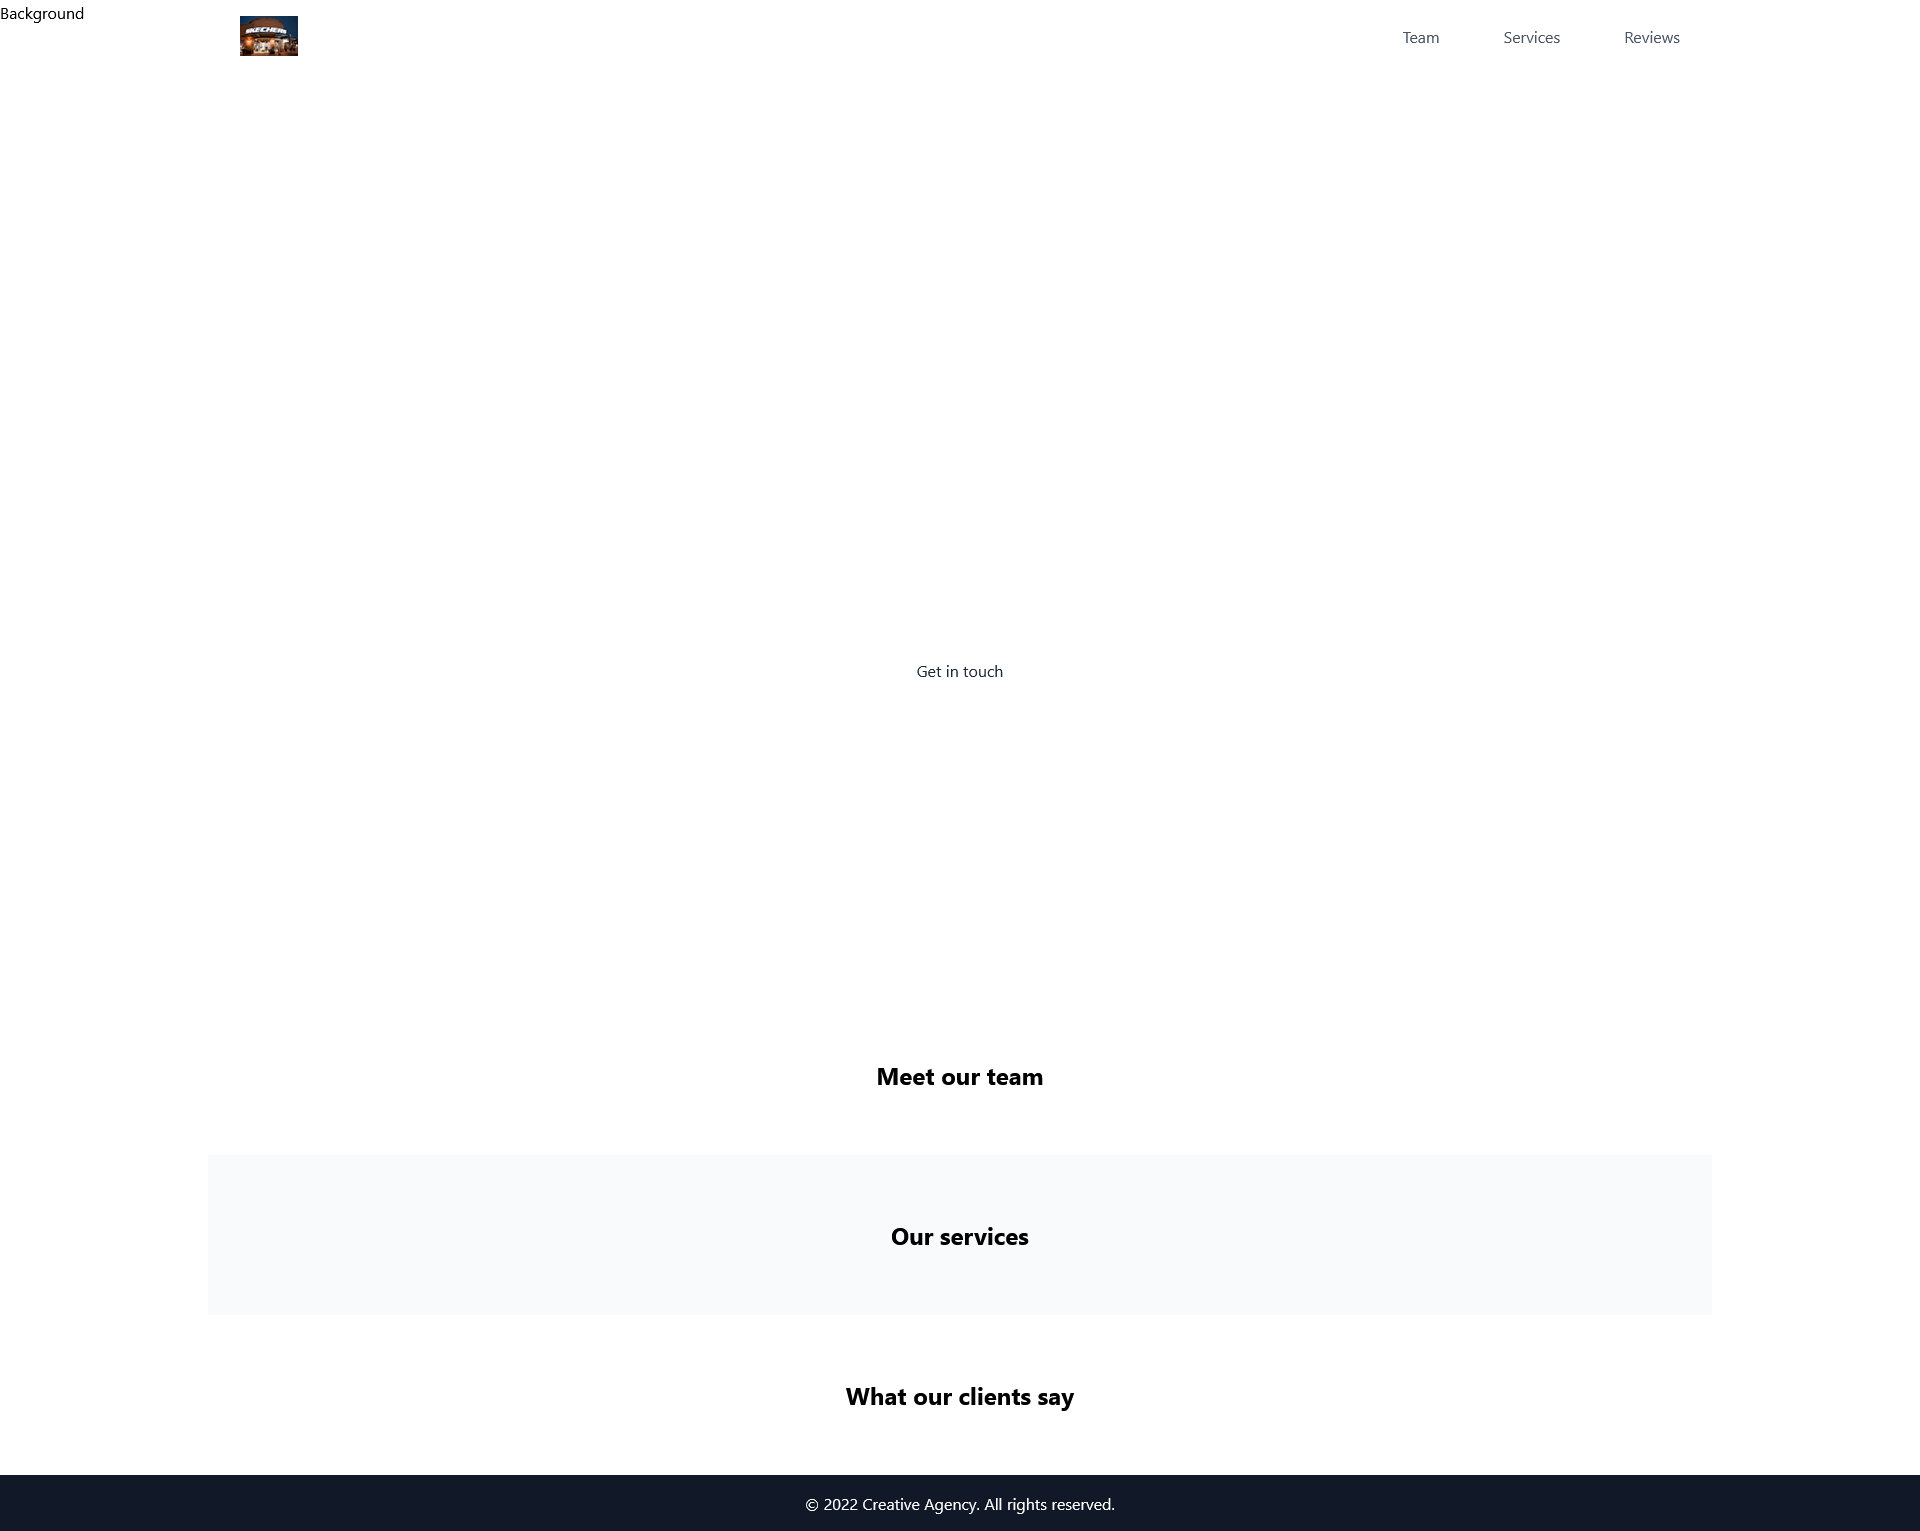 Background
SKECHERS
Team
Services
Reviews
Get in touch
Meet our team
Our services
What our clients say
© 2022 Creative Agency. All rights reserved.